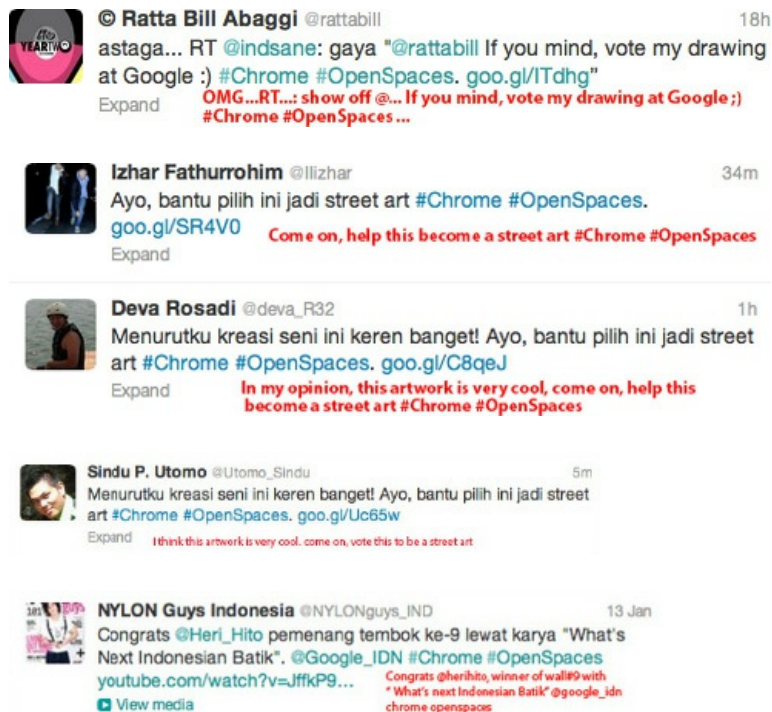 YEARTWO
© Ratta Bill Abaggi @rattabill 18h
astaga... RT @indsane: gaya "@rattabill If you mind, vote my drawing
at Google :) #Chrome #OpenSpaces. goo.gl/ITdhg"
Expand
OMG...RT...: show off @... If you mind, vote my drawing at Google ;)
#Chrome #OpenSpaces ...
Izhar Fathurrohim @Ilizhar 34m
Ayo, bantu pilih ini jadi street art #Chrome #OpenSpaces.
goo.gl/SR4V0
Come on, help this become a street art #Chrome #OpenSpaces
Expand
Deva Rosadi @deva_R32 1h
Menurutku kreasi seni ini keren banget! Ayo, bantu pilih ini jadi street
art #Chrome #OpenSpaces. goo.gl/C8qeJ
Expand
In my opinion, this artwork is very cool, come on, help this
become a street art #Chrome #OpenSpaces
Sindu P. Utomo @Utomo_Sindu 5m
Menurutku kreasi seni ini keren banget! Ayo, bantu pilih ini jadi street
art #Chrome #OpenSpaces. goo.gl/Uc65w
Expand
I think this artwork is very cool. come on, vote this to be a street art
NYLON Guys Indonesia @NYLONguys_IND 13 Jan
Congrats @Heri_Hito pemenang tembok ke-9 lewat karya "What's
Next Indonesian Batik". @Google_IDN #Chrome #OpenSpaces
youtube.com/watch?v=JffkP9...
Congrats @herihito, winner of wall#9 with
" What's next Indonesian Batik" @google_idn
chrome openspaces
View media